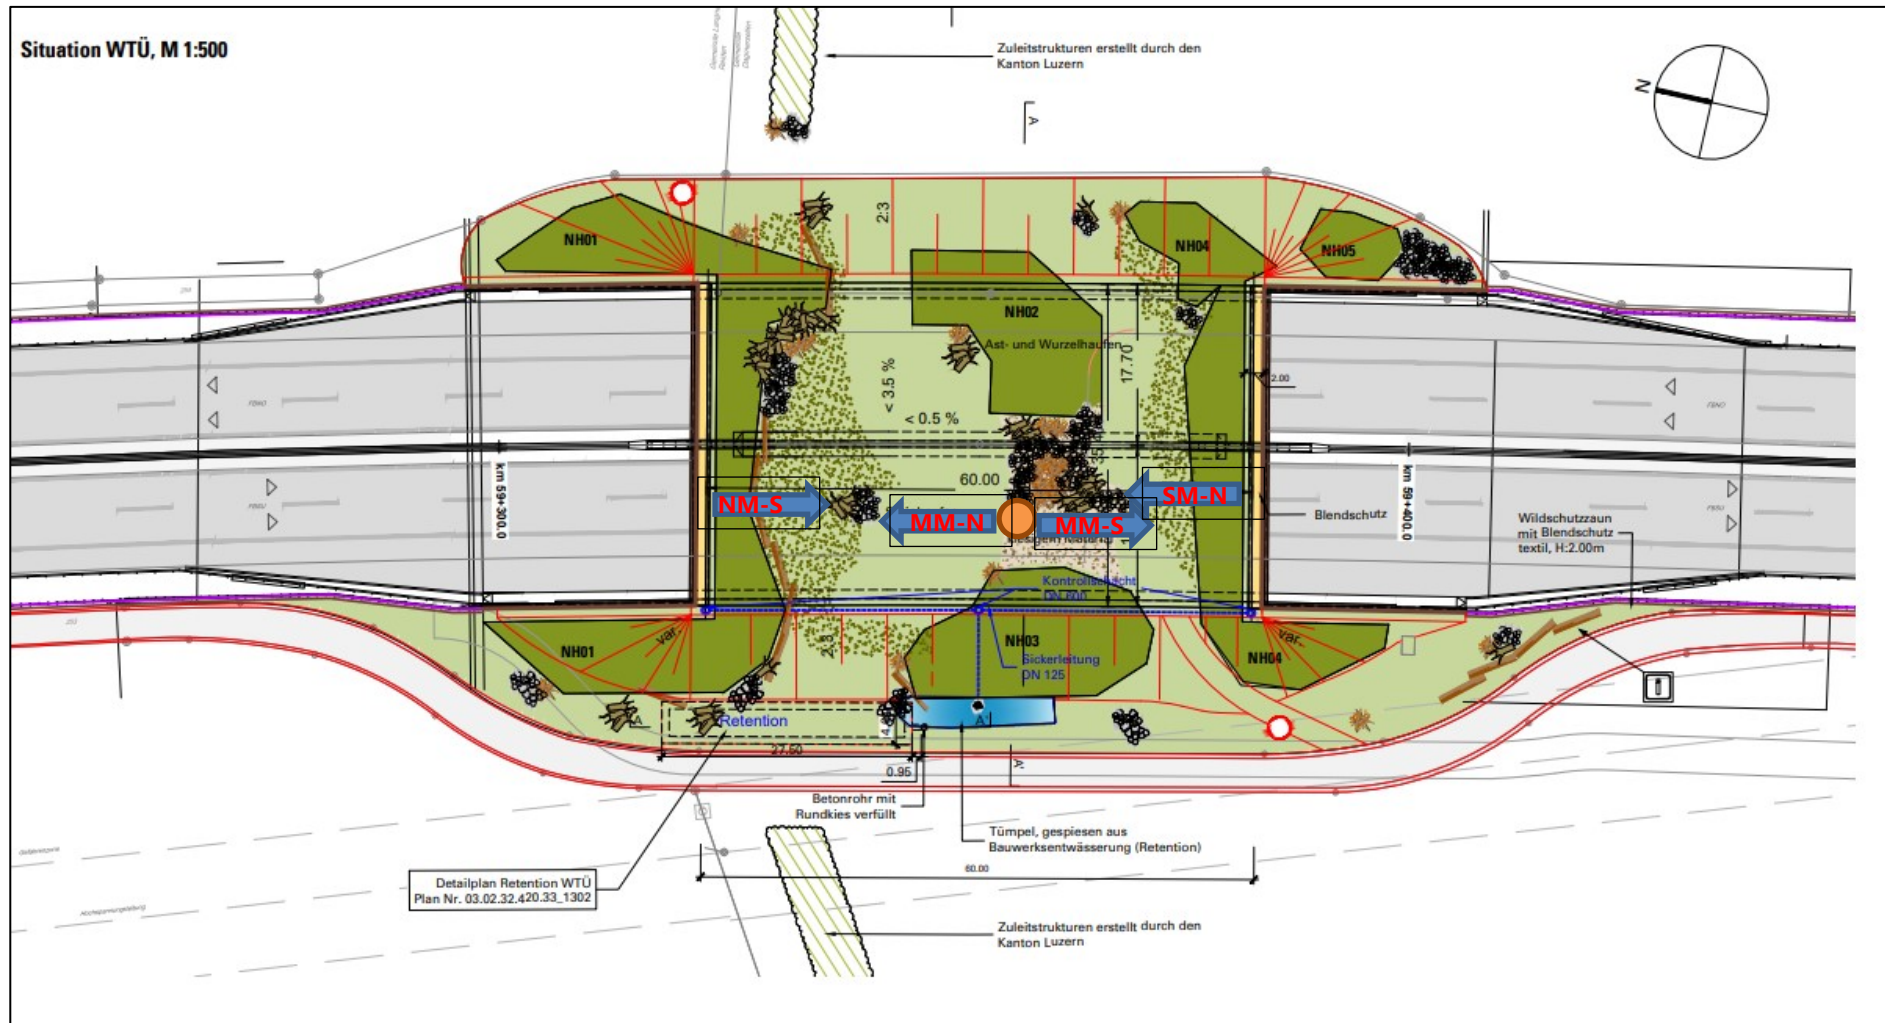 Situation WTÜ, M 1:500
Zuleitstrukturen erstellt durch den
Kanton Luzern
N
A
2:3
NH01
NH04
NH05
NH02
Ast- und Wurzelhaufen
17.70
2.00
< 3.5 %
< 0.5 %
60.00
km 59+300.0
km 59+400.0
NM-S
MM-N
MM-S
SM-N
Blendschutz
Wildschutzzaun
mit Blendschutz
textil, H:2.00m
Kontrollschacht
DN 800
NH01
var.
NH03
NH04
var.
Sickerleitung
DN 125
Retention
A
A'
27.50
0.95
A'
Betonrohr mit
Rundkies verfüllt
Tümpel, gespiesen aus
Bauwerksentwässerung (Retention)
60.00
Detailplan Retention WTÜ
Plan Nr. 03.02.32.420.33_1302
Zuleitstrukturen erstellt durch den
Kanton Luzern